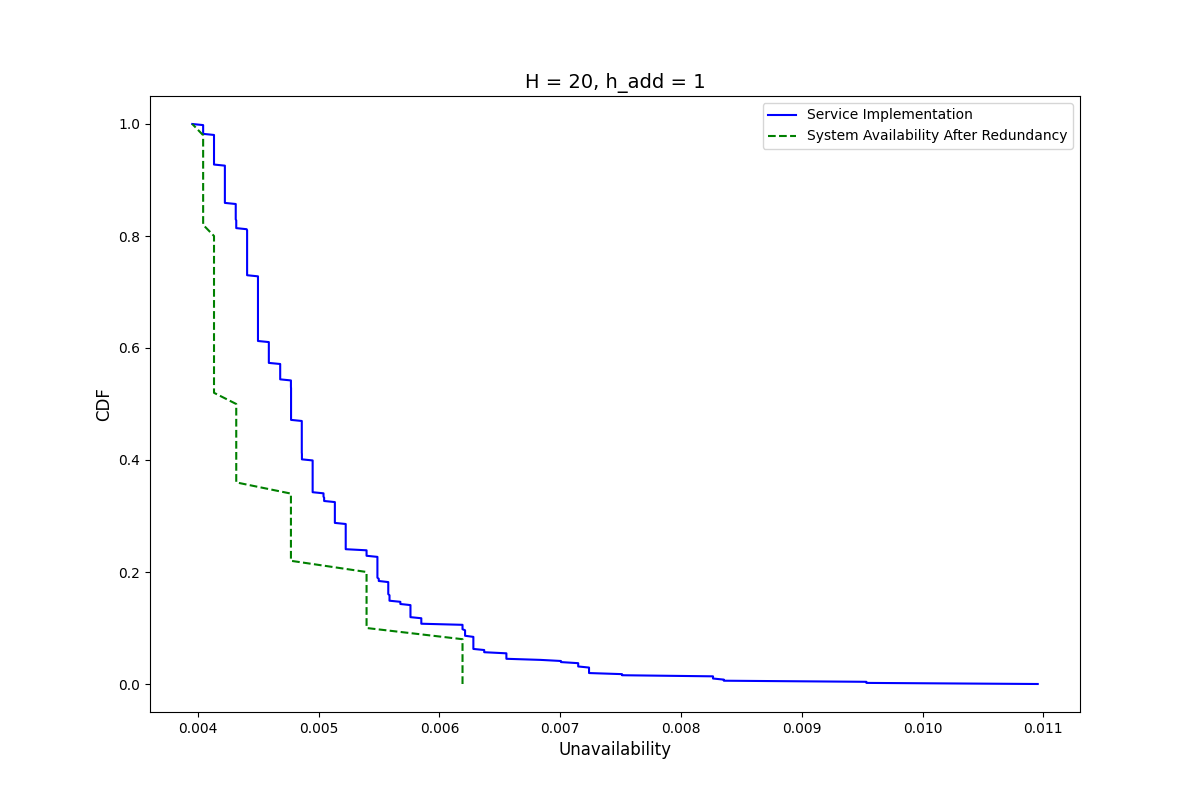 H = 20, h_add = 1
Service Implementation
System Availability After Redundancy
1.0
0.8
0.6
0.4
0.2
0.0
CDF
0.004 0.005 0.006 0.007 0.008 0.009 0.010 0.011
Unavailability